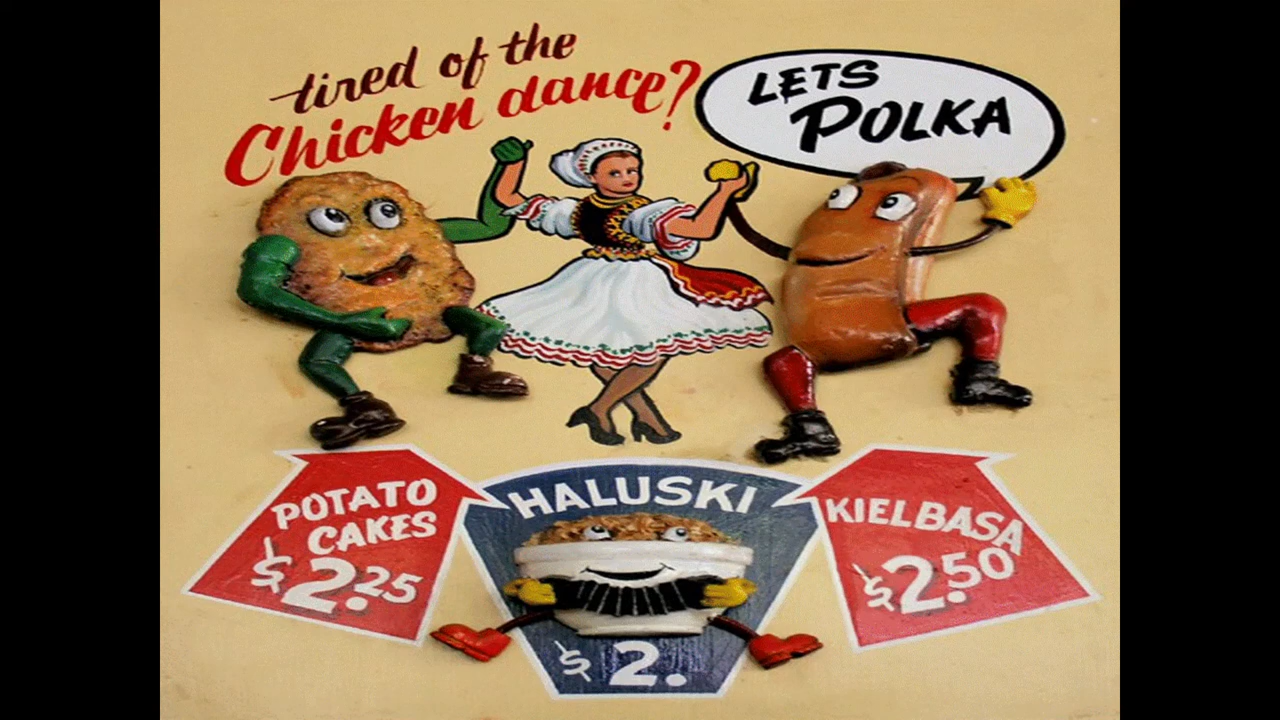 tired of the
Chicken dance?
LETS
POLKA
POTATO
CAKES
$2.25
HALUSKI
$2.
KIELBASA
$2.50